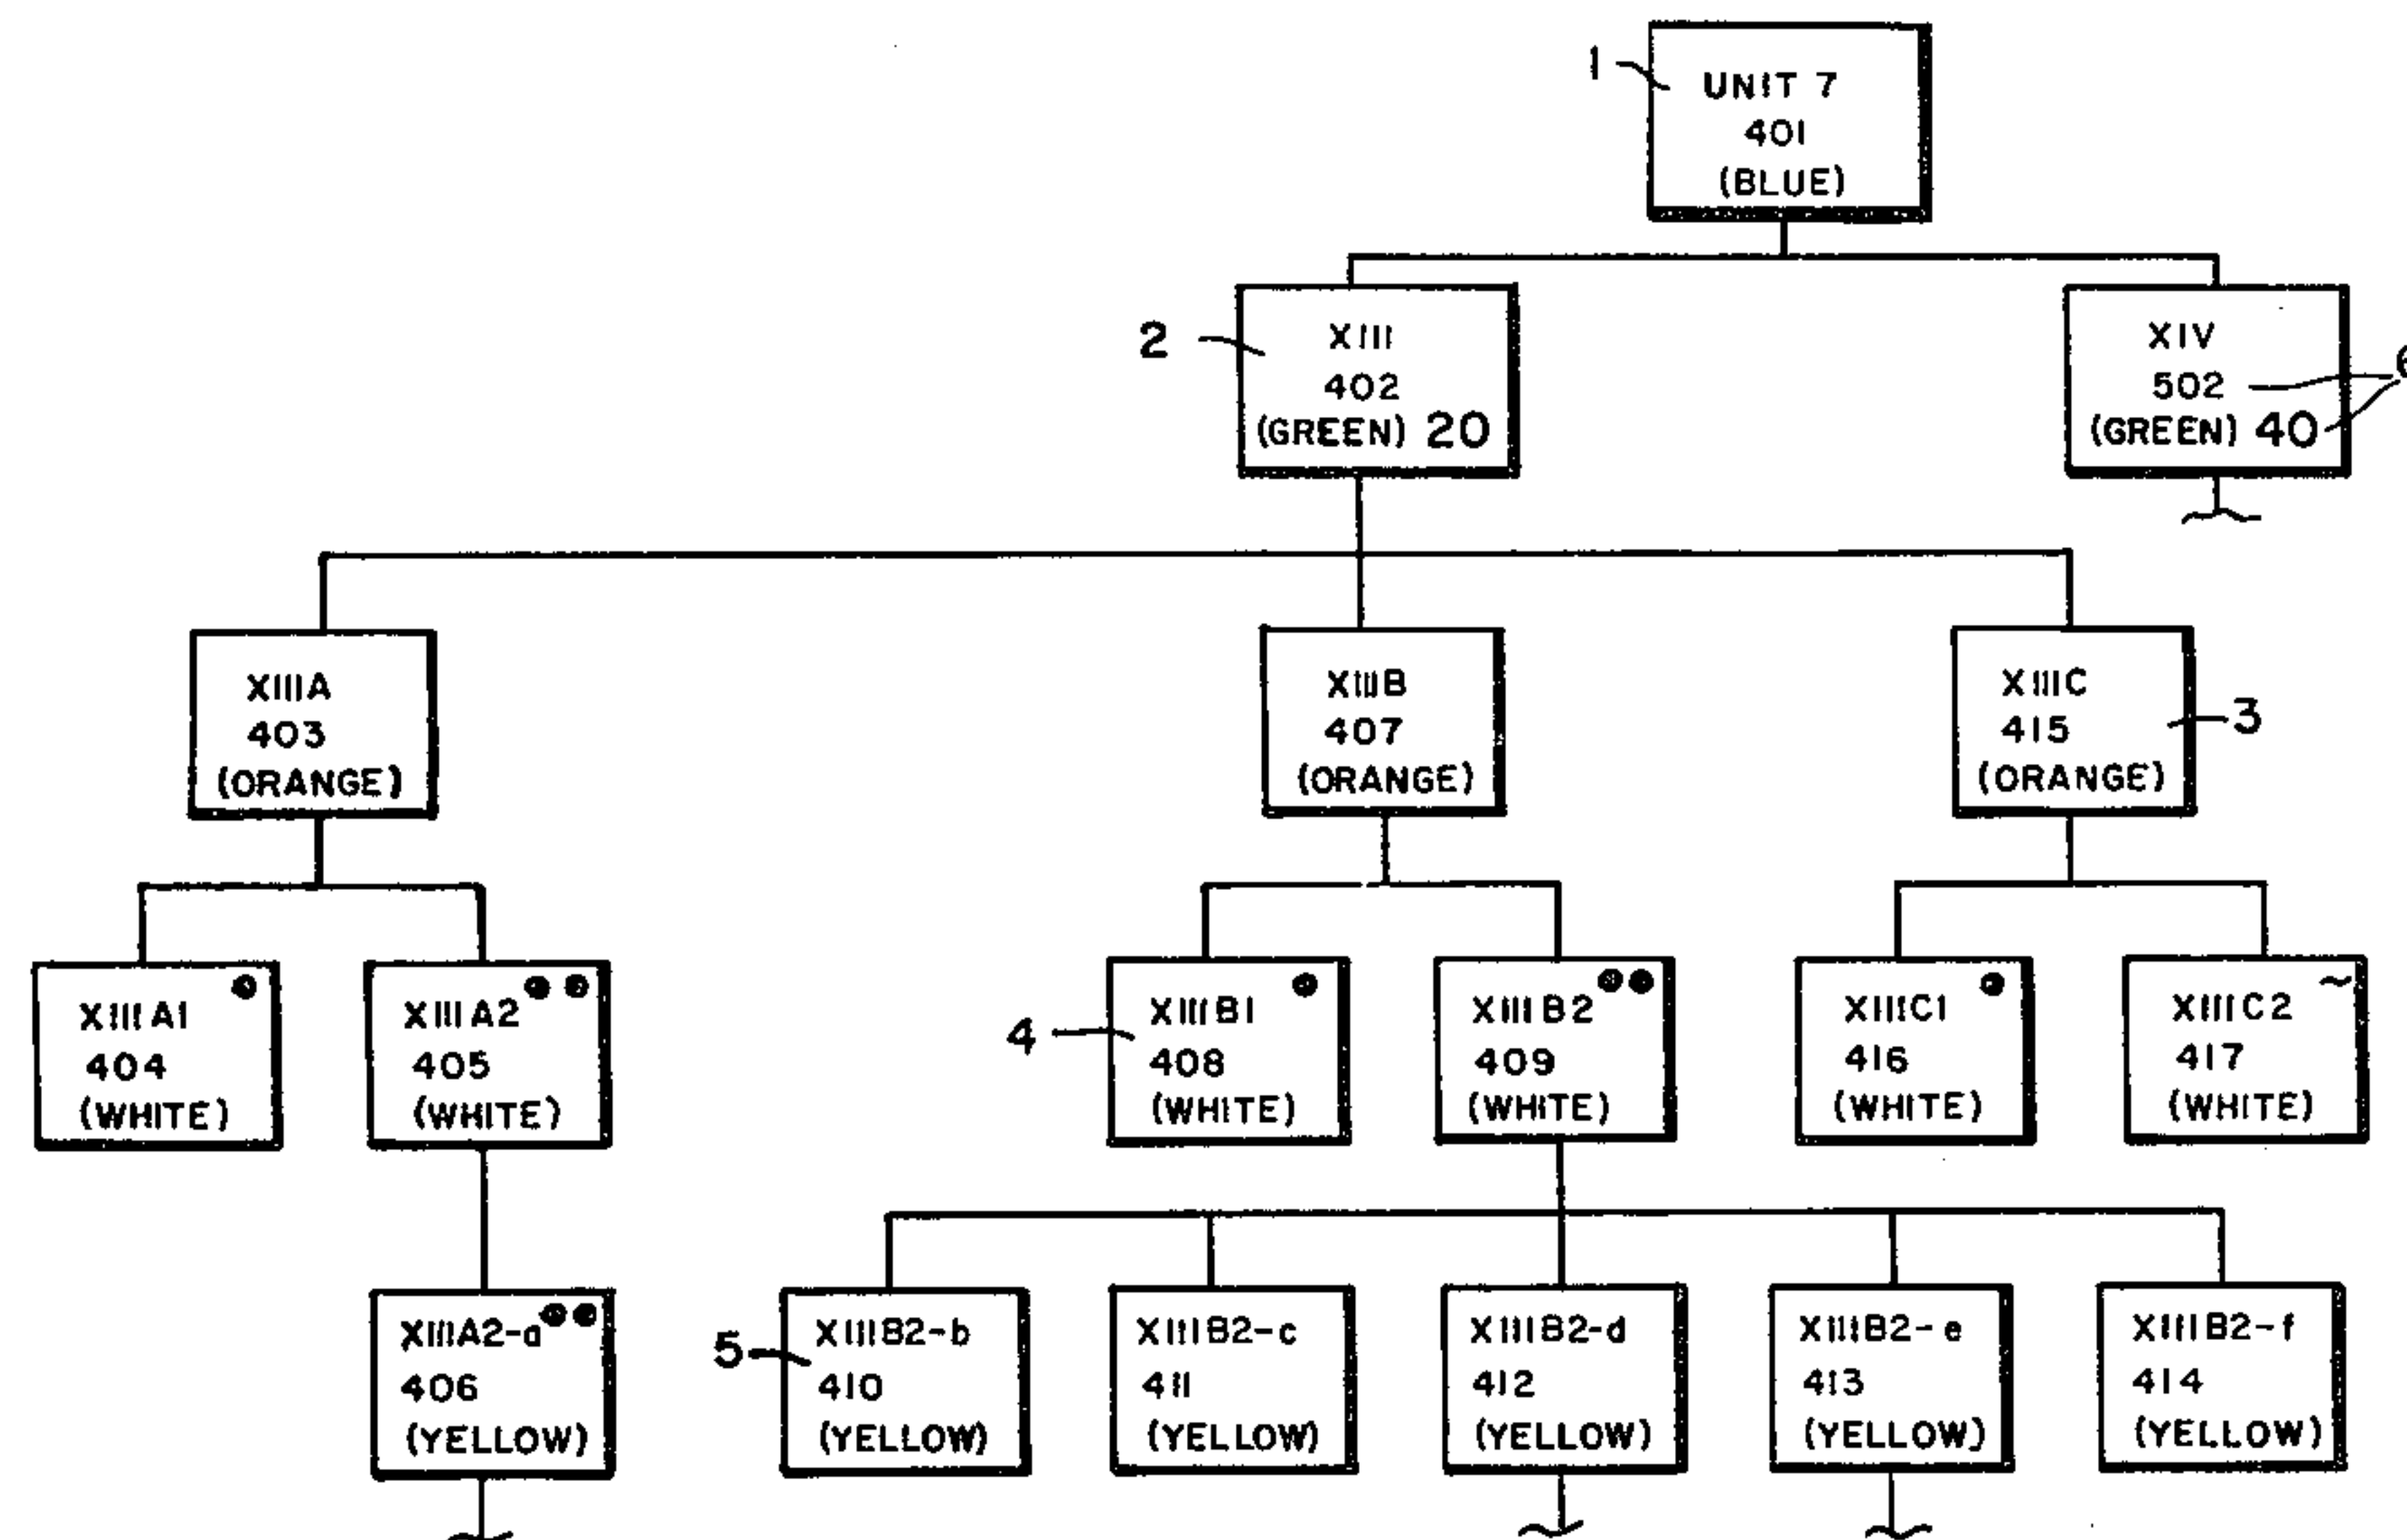 1
UNIT 7
401
(BLUE)
2
XIII
402
(GREEN) 20
XIV
502
(GREEN) 40
6
XIIIA
403
(ORANGE)
XIIIB
407
(ORANGE)
XIIIC
415
(ORANGE)
3
XIIIA1
404
(WHITE)
XIIIA2
405
(WHITE)
4
XIIIB1
408
(WHITE)
XIIIB2
409
(WHITE)
XIIIC1
416
(WHITE)
XIIIC2
417
(WHITE)
XIIIA2-a
406
(YELLOW)
5
XIIIB2-b
410
(YELLOW)
XIIIB2-c
411
(YELLOW)
XIIIB2-d
412
(YELLOW)
XIIIB2-e
413
(YELLOW)
XIIIB2-f
414
(YELLOW)